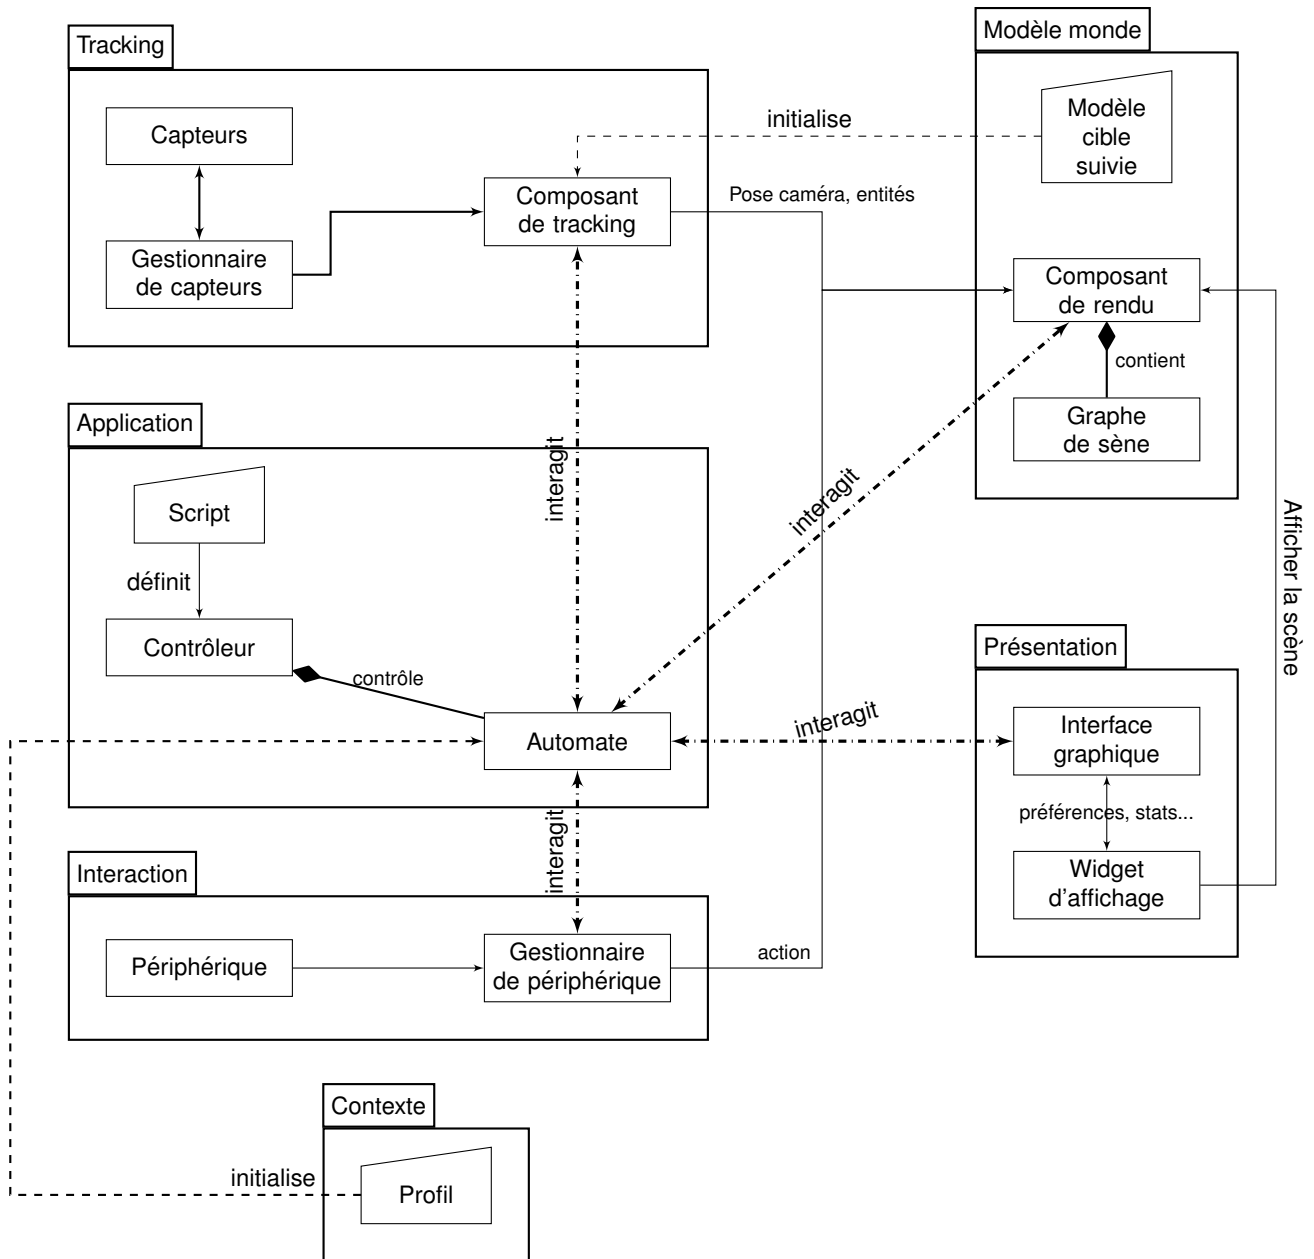 Tracking
Capteurs
Gestionnaire
de capteurs
Composant
de tracking
initialise
Pose caméra, entités
Modèle monde
Modèle
cible
suivie
Composant
de rendu
contient
Graphe
de sène
Application
Script
définit
Contrôleur
contrôle
Automate
interagit
interagit
interagit
interagit
Afficher la scène
Présentation
Interface
graphique
préférences, stats...
Widget
d'affichage
Interaction
Périphérique
Gestionnaire
de périphérique
action
Contexte
initialise
Profil